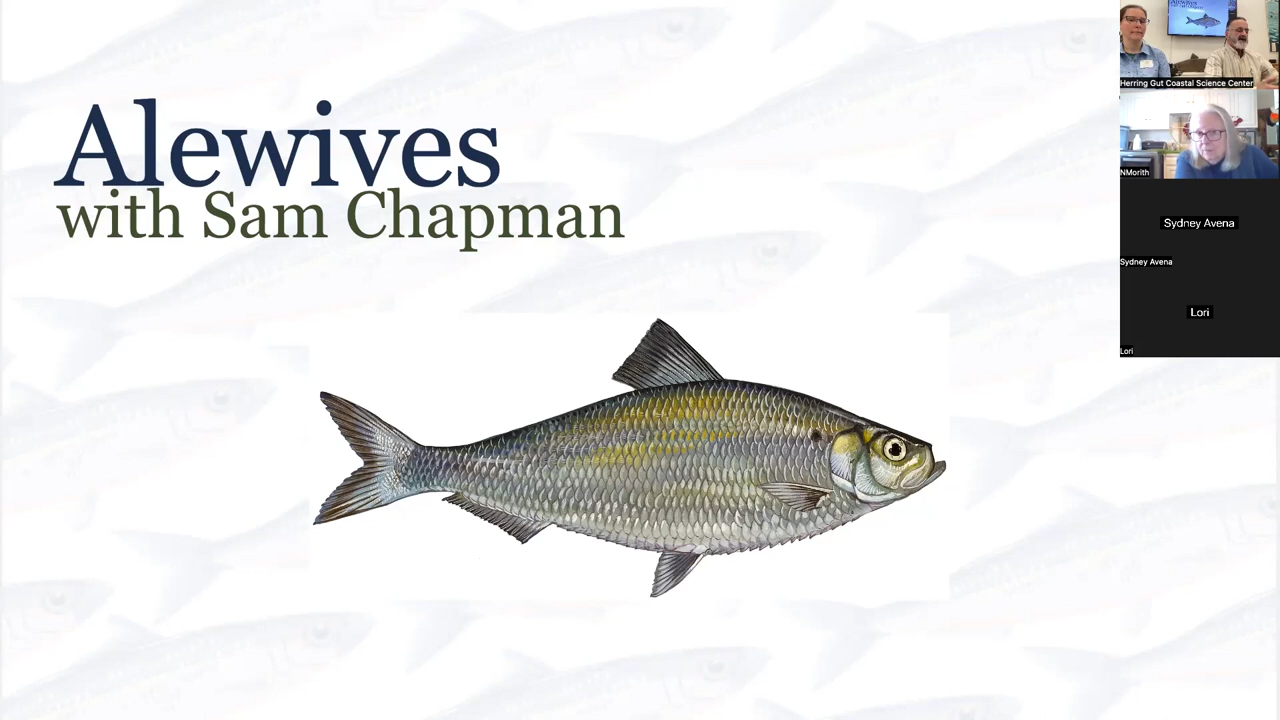 Alewives
with Sam Chapman
Herring Gut Coastal Science Center
NMorith
Sydney Avena
Sydney Avena
Lori
Lori